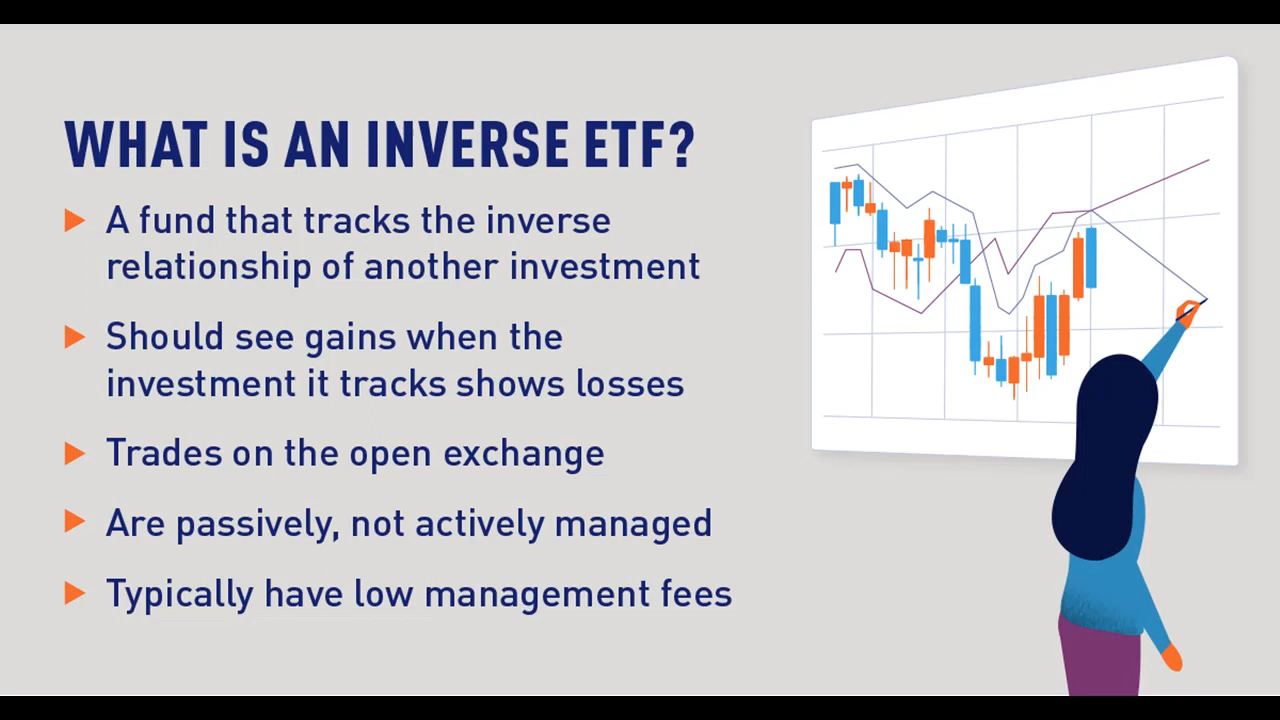 WHAT IS AN INVERSE ETF?
A fund that tracks the inverse
relationship of another investment
Should see gains when the
investment it tracks shows losses
Trades on the open exchange
Are passively, not actively managed
Typically have low management fees